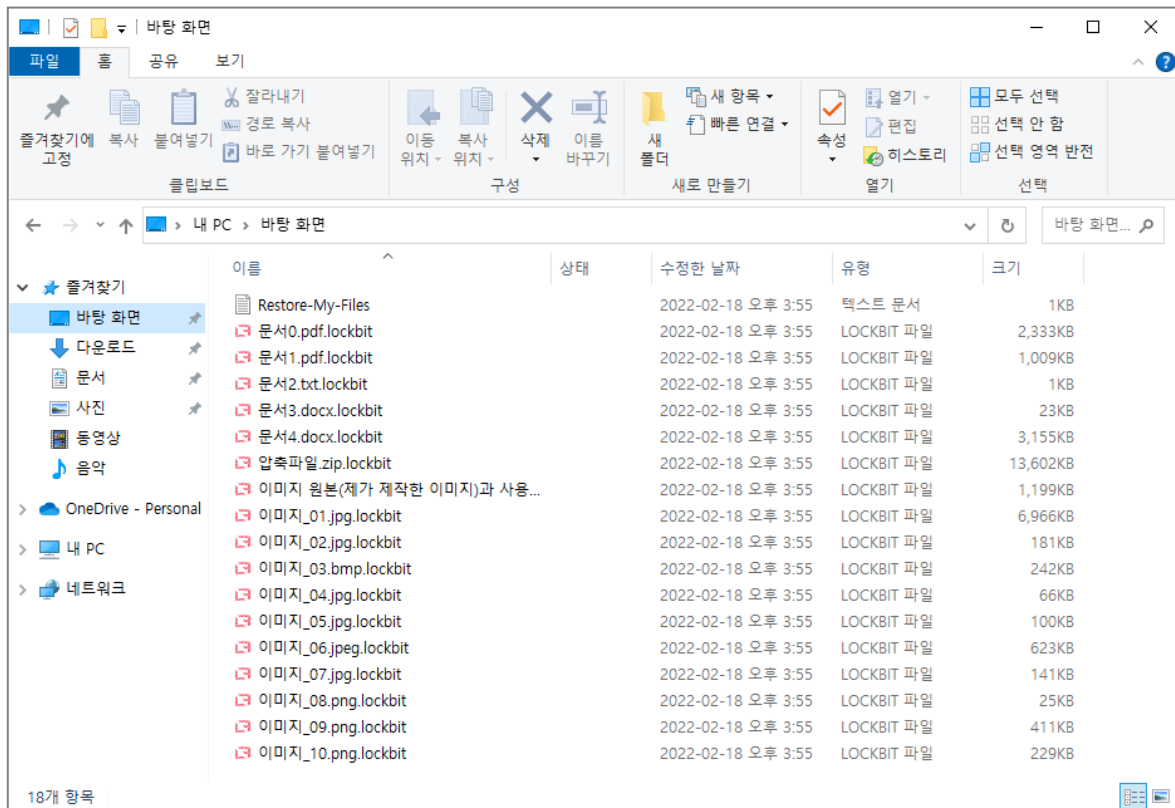 바탕 화면
파일 홈 공유 보기
즐겨찾기에 고정
복사
붙여넣기
잘라내기
경로 복사
바로 가기 붙여넣기
클립보드
이동 위치
복사 위치
삭제
이름 바꾸기
구성
새 폴더
새 항목
빠른 연결
새로 만들기
속성
열기
편집
히스토리
열기
모두 선택
선택 안 함
선택 영역 반전
선택
내 PC 바탕 화면
바탕 화면...
즐겨찾기
바탕 화면
다운로드
문서
사진
동영상
음악
OneDrive - Personal
내 PC
네트워크
이름 상태 수정한 날짜 유형 크기
Restore-My-Files 2022-02-18 오후 3:55 텍스트 문서 1KB
문서0.pdf.lockbit 2022-02-18 오후 3:55 LOCKBIT 파일 2,333KB
문서1.pdf.lockbit 2022-02-18 오후 3:55 LOCKBIT 파일 1,009KB
문서2.txt.lockbit 2022-02-18 오후 3:55 LOCKBIT 파일 1KB
문서3.docx.lockbit 2022-02-18 오후 3:55 LOCKBIT 파일 23KB
문서4.docx.lockbit 2022-02-18 오후 3:55 LOCKBIT 파일 3,155KB
압축파일.zip.lockbit 2022-02-18 오후 3:55 LOCKBIT 파일 13,602KB
이미지 원본(제가 제작한 이미지)과 사용... 2022-02-18 오후 3:55 LOCKBIT 파일 1,199KB
이미지_01.jpg.lockbit 2022-02-18 오후 3:55 LOCKBIT 파일 6,966KB
이미지_02.jpg.lockbit 2022-02-18 오후 3:55 LOCKBIT 파일 181KB
이미지_03.bmp.lockbit 2022-02-18 오후 3:55 LOCKBIT 파일 242KB
이미지_04.jpg.lockbit 2022-02-18 오후 3:55 LOCKBIT 파일 66KB
이미지_05.jpg.lockbit 2022-02-18 오후 3:55 LOCKBIT 파일 100KB
이미지_06.jpeg.lockbit 2022-02-18 오후 3:55 LOCKBIT 파일 623KB
이미지_07.jpg.lockbit 2022-02-18 오후 3:55 LOCKBIT 파일 141KB
이미지_08.png.lockbit 2022-02-18 오후 3:55 LOCKBIT 파일 25KB
이미지_09.png.lockbit 2022-02-18 오후 3:55 LOCKBIT 파일 411KB
이미지_10.png.lockbit 2022-02-18 오후 3:55 LOCKBIT 파일 229KB
18개 항목